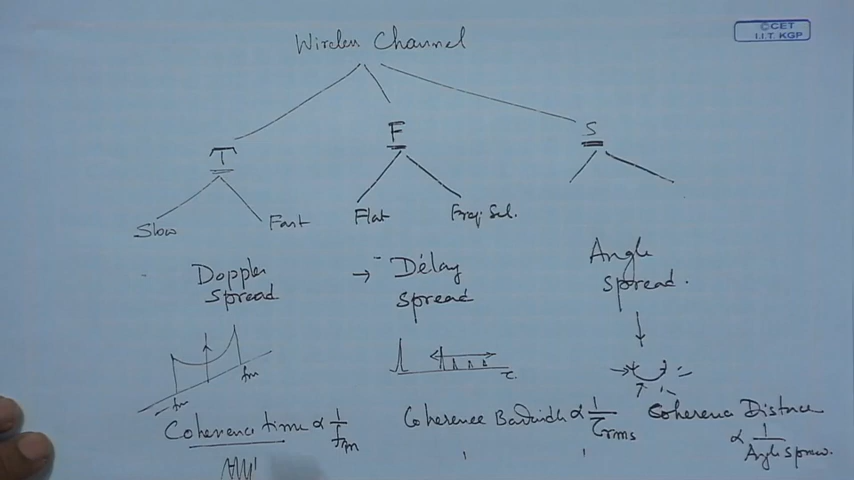 ©CET
I.I.T. KGP
Wireless Channel
T
F
S
Slow
Fast
Flat
Freq. Sel.
Doppler
spread
→ Delay
spread
Angle
spread.
-fm
fm
τ
Coherence time ∝ 1/fm
Coherence Bandwidth ∝ 1/τrms
Coherence Distance
∝ 1/Angle spread.